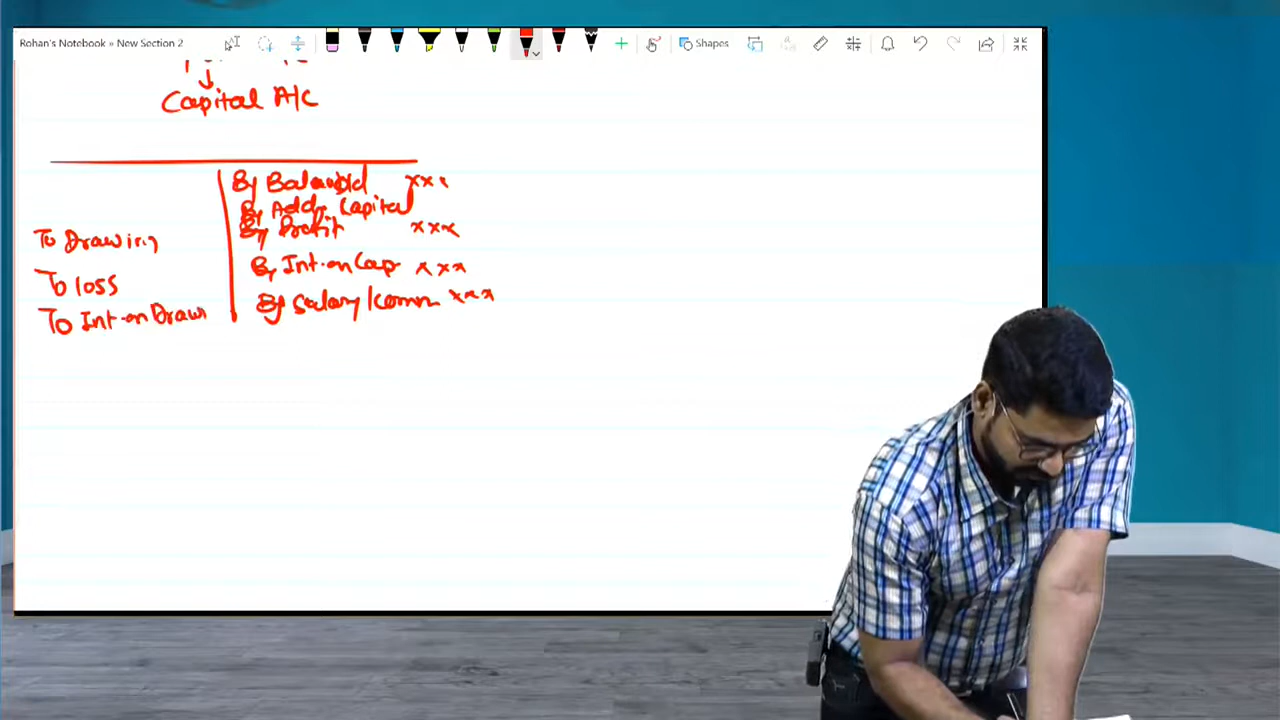 Rohan's Notebook » New Section 2
Shapes
Capital A/C
By Balance b/d xxx
By Addn Capital
By Profit xxx
To Drawing
By Int. on Cap xxx
To loss
By Salary/Comm xxx
To Int. on Draw